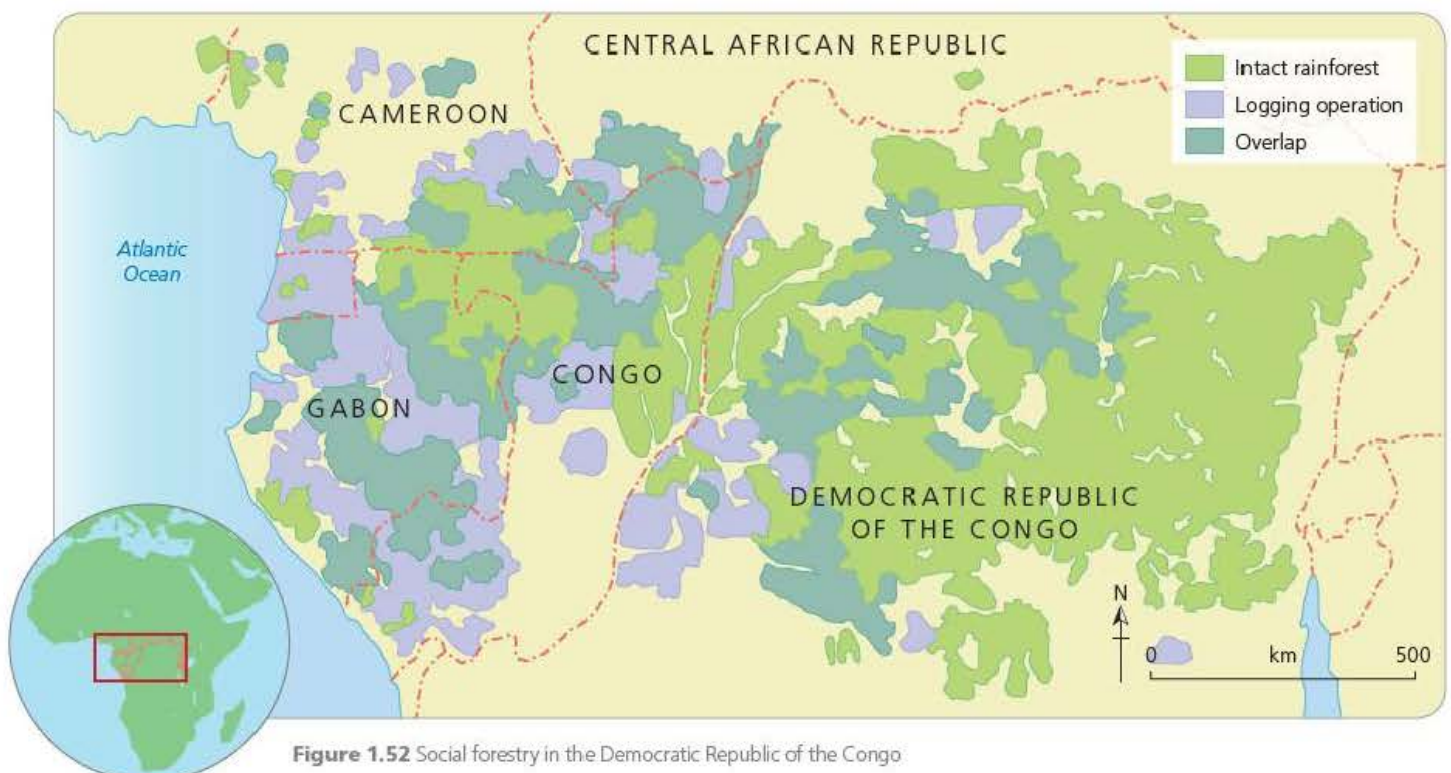 CENTRAL AFRICAN REPUBLIC
Intact rainforest
Logging operation
Overlap
CAMEROON
Atlantic
Ocean
CONGO
GABON
DEMOCRATIC REPUBLIC
OF THE CONGO
N
0 km 500
Figure 1.52 Social forestry in the Democratic Republic of the Congo